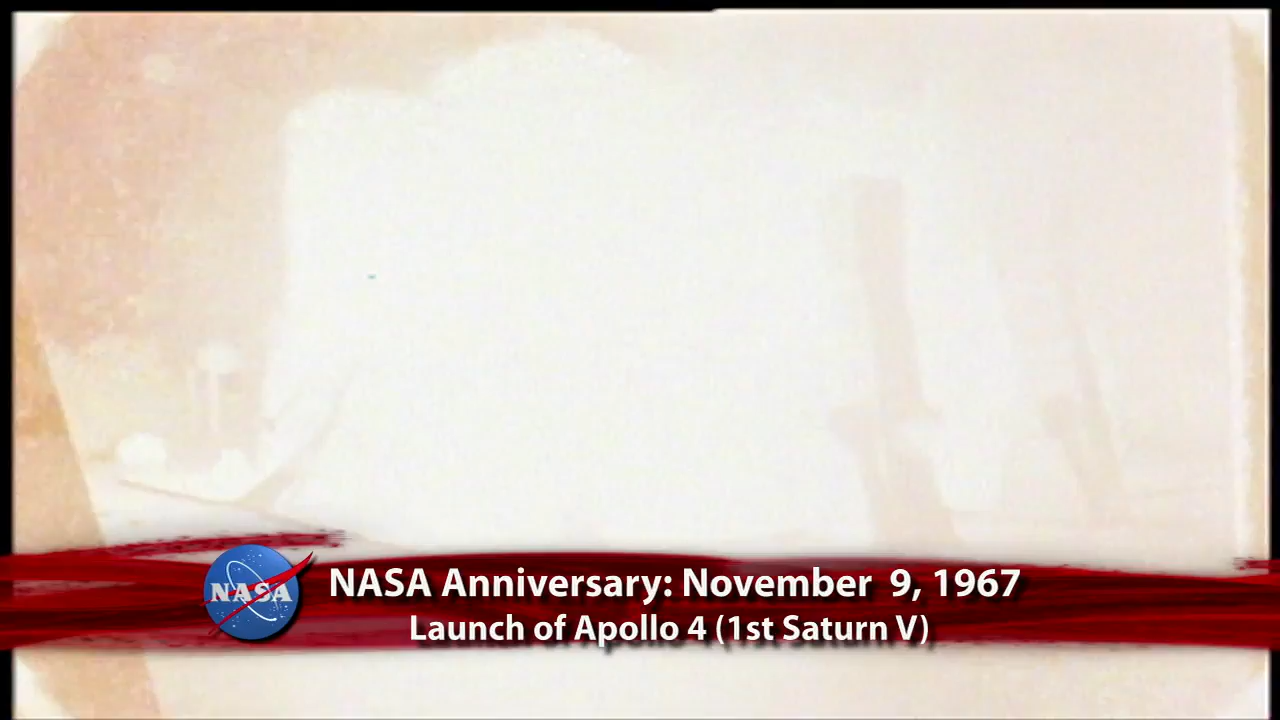 NASA
NASA Anniversary: November 9, 1967
Launch of Apollo 4 (1st Saturn V)